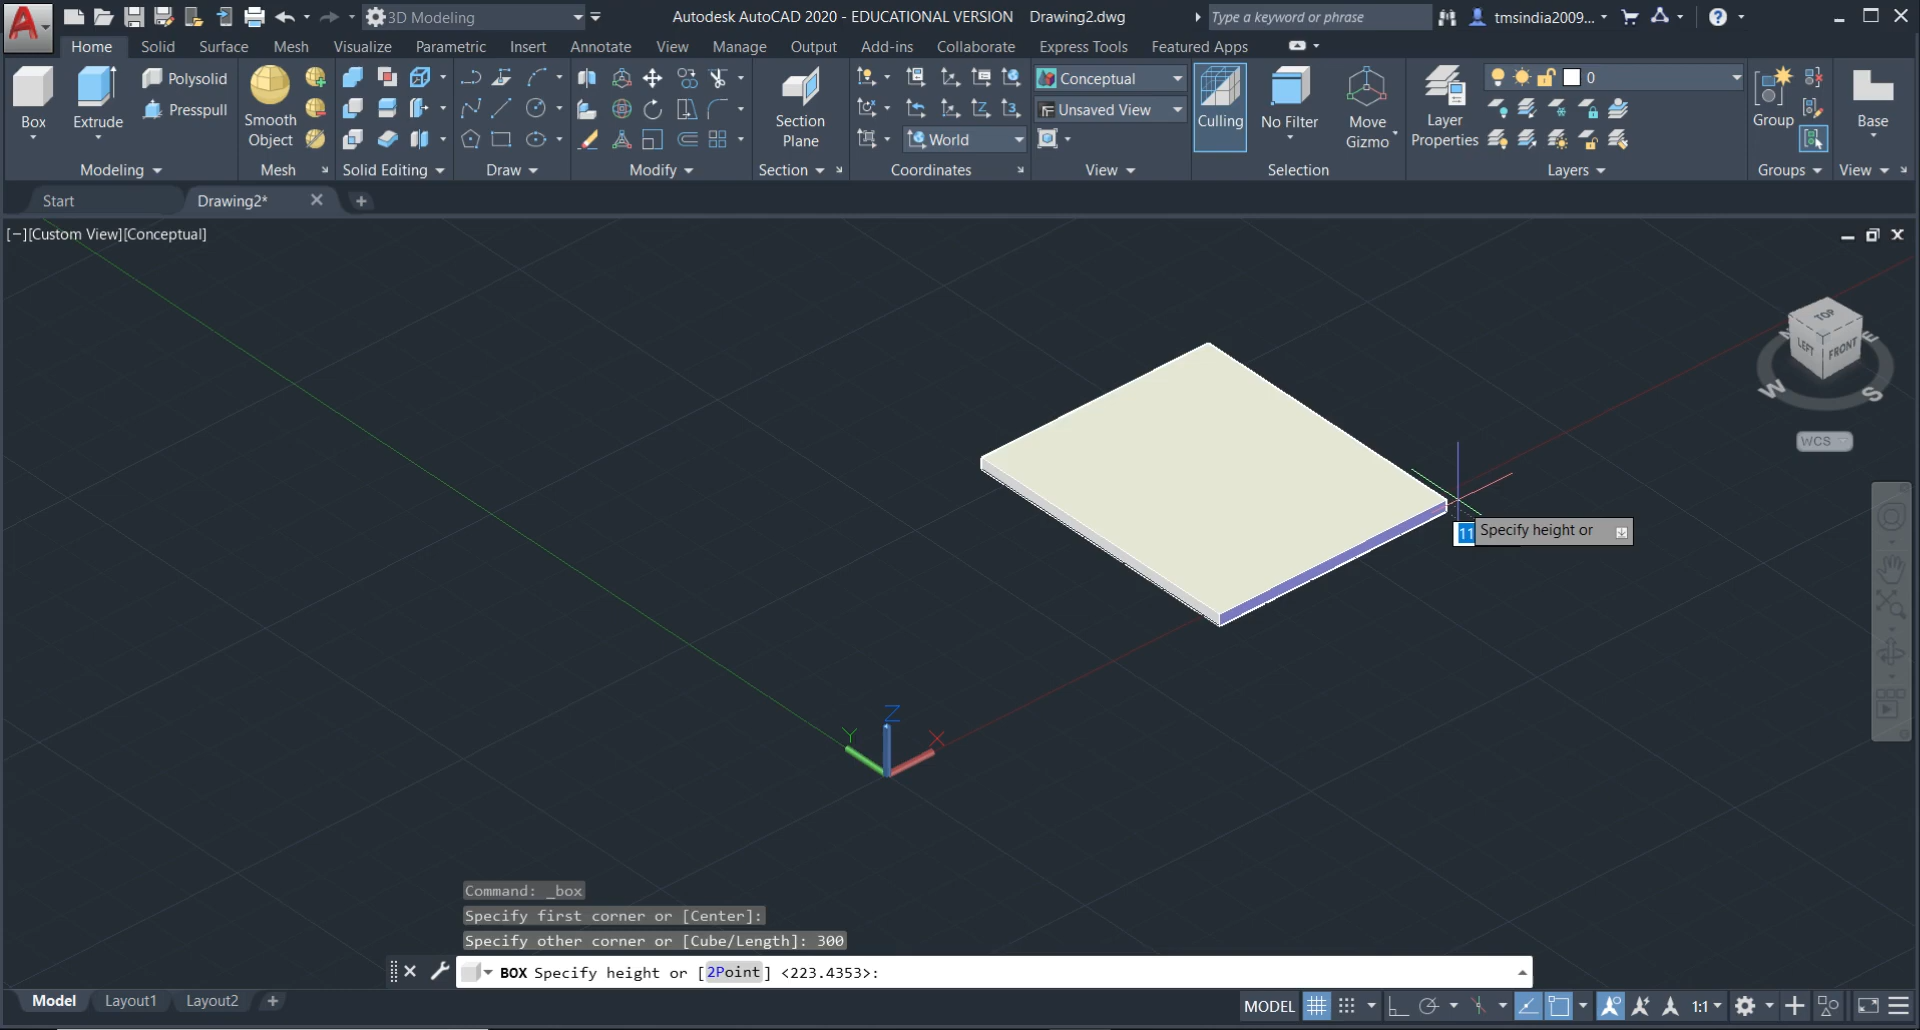 3D Modeling
Autodesk AutoCAD 2020 - EDUCATIONAL VERSION Drawing2.dwg
Type a keyword or phrase
tmsindia2009...
Home Solid Surface Mesh Visualize Parametric Insert Annotate View Manage Output Add-ins Collaborate Express Tools Featured Apps
Box
Extrude
Polysolid
Presspull
Modeling
Smooth
Object
Mesh
Solid Editing
Draw
Modify
Section
Plane
Section
World
Coordinates
Conceptual
Unsaved View
View
Culling
No Filter
Move
Gizmo
Selection
Layer
Properties
0
Layers
Group
Groups
Base
View
Start
Drawing2*
[−][Custom View][Conceptual]
TOP
LEFT
FRONT
N
E
W
S
WCS
11
Specify height or
Z
Y
X
Command: _box
Specify first corner or [Center]:
Specify other corner or [Cube/Length]: 300
BOX Specify height or [2Point] <223.4353>:
Model Layout1 Layout2
MODEL
1:1